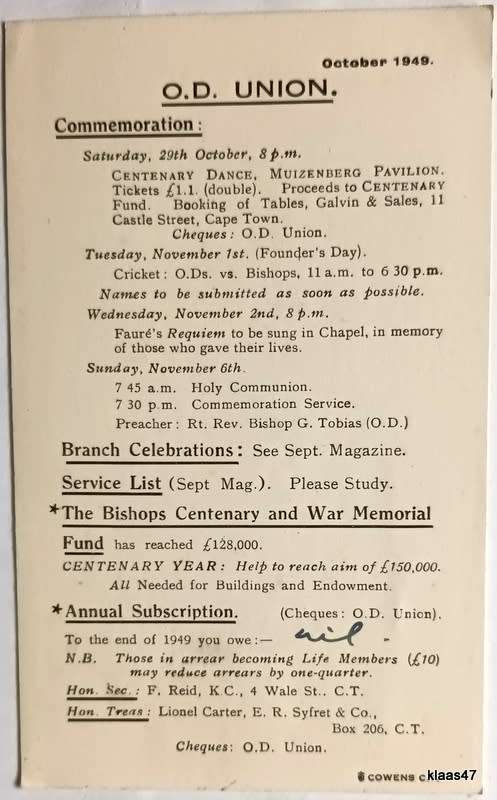 October 1949.
O.D. UNION.
Commemoration:
Saturday, 29th October, 8 p.m.
CENTENARY DANCE, MUIZENBERG PAVILION.
Tickets £1.1. (double). Proceeds to CENTENARY
Fund. Booking of Tables, Galvin & Sales, 11
Castle Street, Cape Town.
Cheques: O.D. Union.
Tuesday, November 1st. (Founder's Day).
Cricket: O.Ds. vs. Bishops, 11 a.m. to 6 30 p.m.
Names to be submitted as soon as possible.
Wednesday, November 2nd, 8 p.m.
Fauré's Requiem to be sung in Chapel, in memory
of those who gave their lives.
Sunday, November 6th.
7 45 a.m. Holy Communion.
7 30 p.m. Commemoration Service.
Preacher: Rt. Rev. Bishop G. Tobias (O.D.)
Branch Celebrations: See Sept. Magazine.
Service List (Sept Mag.). Please Study.
*The Bishops Centenary and War Memorial
Fund has reached £128,000.
CENTENARY YEAR: Help to reach aim of £150,000.
All Needed for Buildings and Endowment.
*Annual Subscription. (Cheques: O.D. Union).
To the end of 1949 you owe:— nil -
N.B. Those in arrear becoming Life Members (£10)
may reduce arrears by one-quarter.
Hon. Sec.: F. Reid, K.C., 4 Wale St.. C.T.
Hon. Treas: Lionel Carter, E. R. Syfret & Co.,
Box 206, C.T.
Cheques: O.D. Union.
COWENS C
klaas47